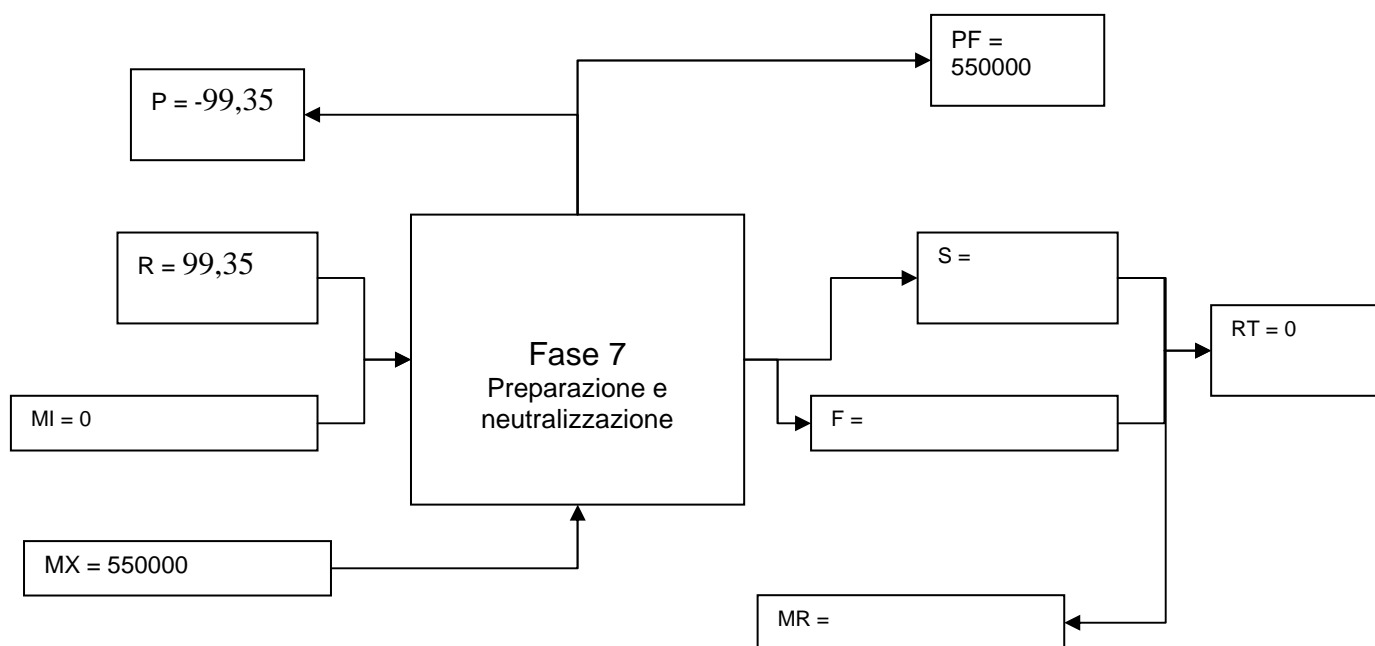 PF =
550000
P = -99,35
R = 99,35
S =
RT = 0
Fase 7
Preparazione e
neutralizzazione
MI = 0
F =
MX = 550000
MR =